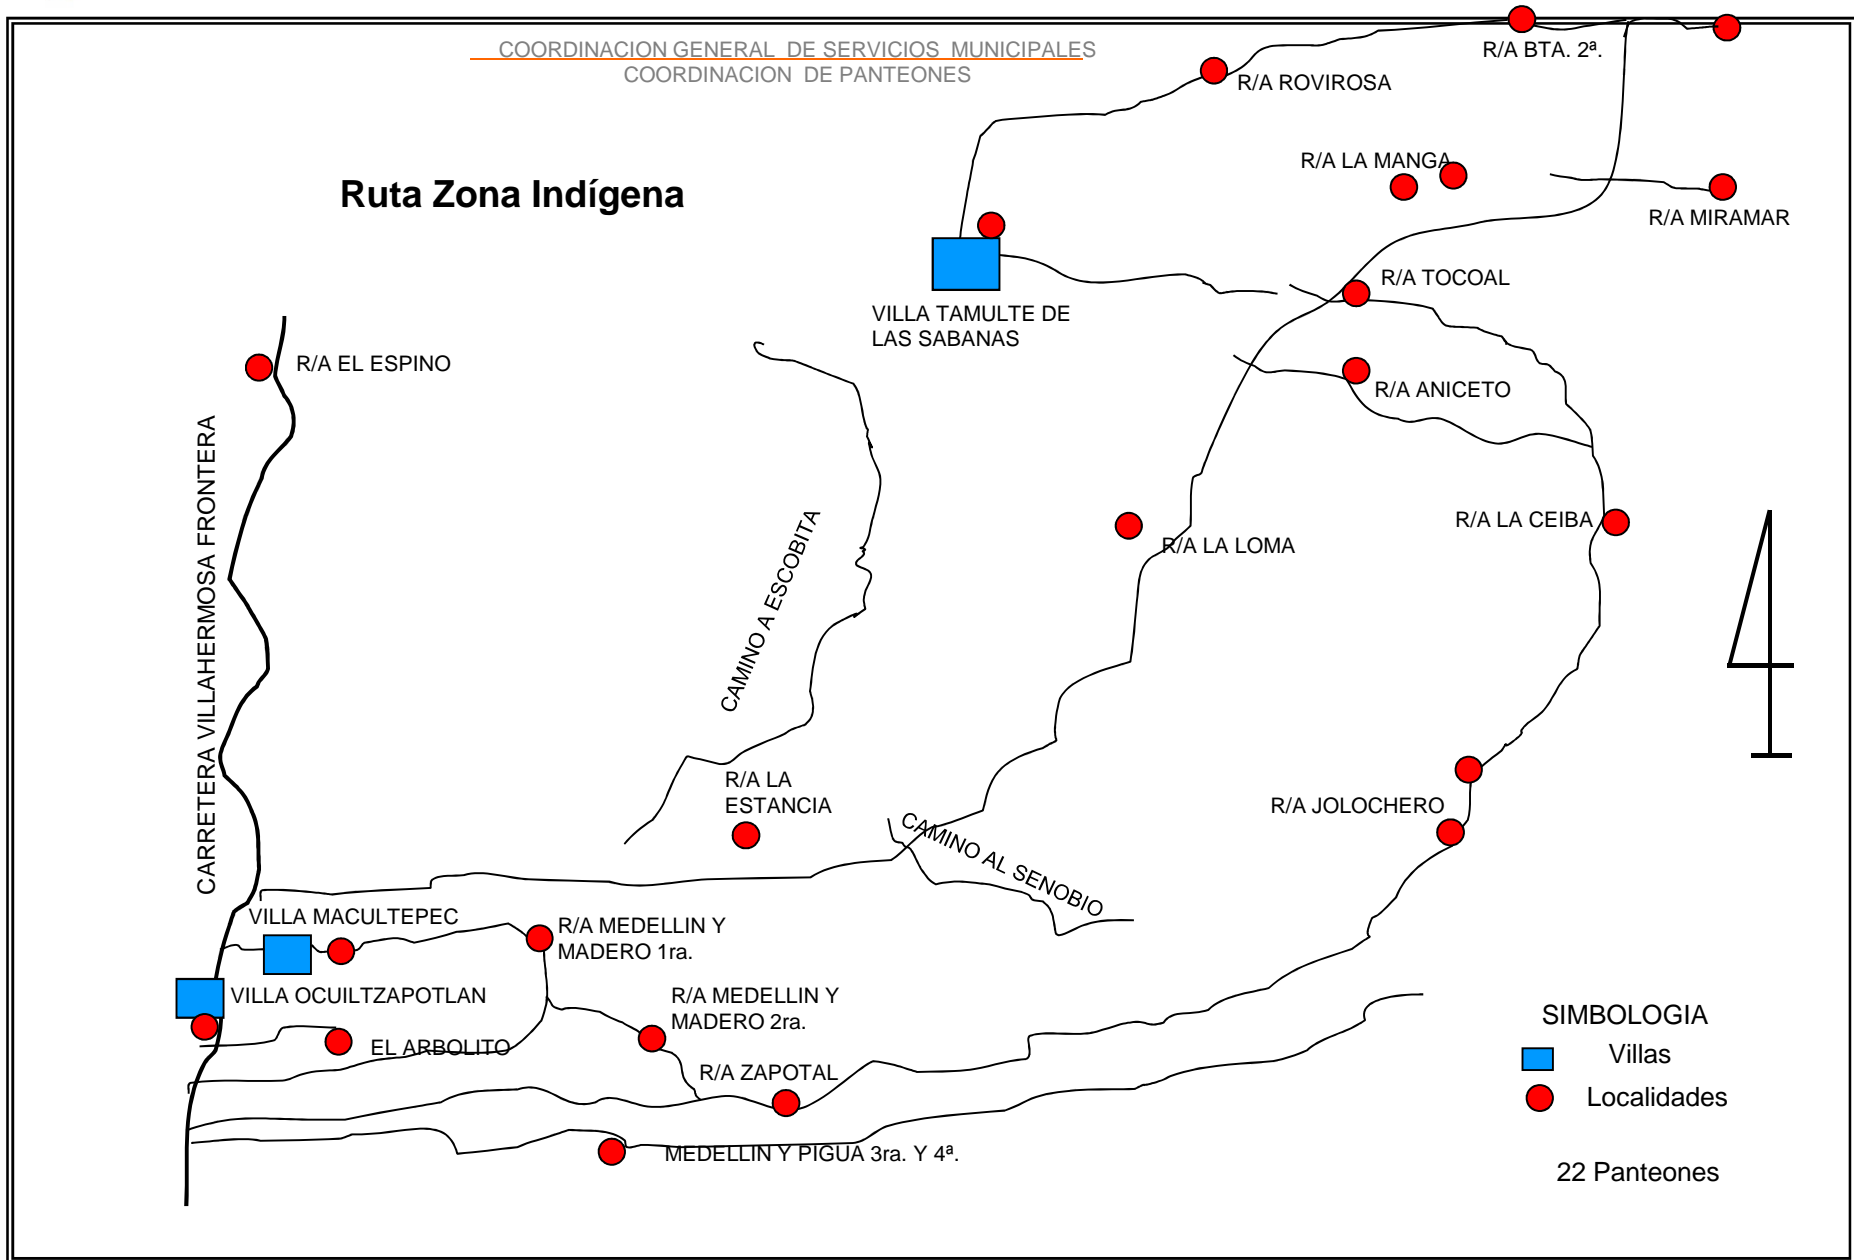 COORDINACION GENERAL DE SERVICIOS MUNICIPALES
COORDINACION DE PANTEONES
Ruta Zona Indígena
R/A BTA. 2ª.
R/A ROVIROSA
R/A LA MANGA
R/A MIRAMAR
R/A TOCOAL
VILLA TAMULTE DE
LAS SABANAS
R/A EL ESPINO
R/A ANICETO
CARRETERA VILLAHERMOSA FRONTERA
CAMINO A ESCOBITA
R/A LA CEIBA
R/A LA LOMA
R/A LA
ESTANCIA
R/A JOLOCHERO
CAMINO AL SENOBIO
VILLA MACULTEPEC
R/A MEDELLIN Y
MADERO 1ra.
VILLA OCUILTZAPOTLAN
R/A MEDELLIN Y
MADERO 2ra.
EL ARBOLITO
R/A ZAPOTAL
MEDELLIN Y PIGUA 3ra. Y 4ª.
SIMBOLOGIA
Villas
Localidades
22 Panteones